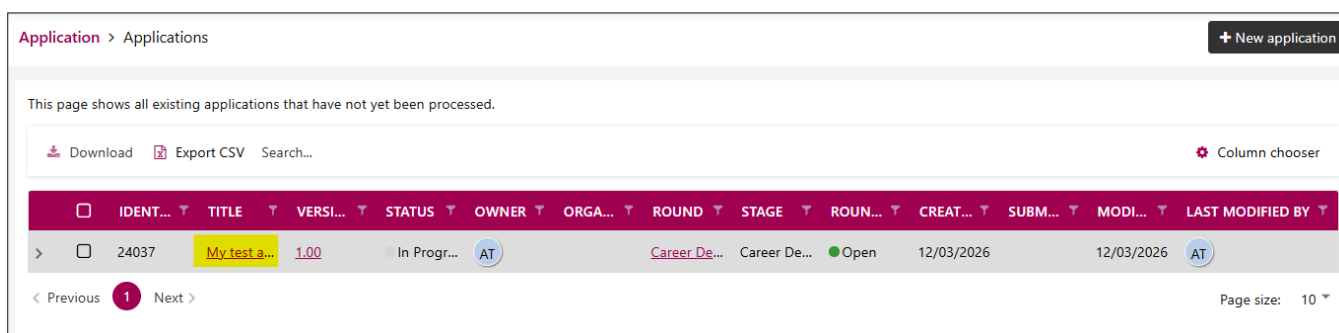 Application > Applications
+ New application
This page shows all existing applications that have not yet been processed.
Download Export CSV Search... Column chooser
IDENT... TITLE VERSI... STATUS OWNER ORGA... ROUND STAGE ROUN... CREAT... SUBM... MODI... LAST MODIFIED BY
> 24037 My test a... 1.00 In Progr... AT Career De... Career De... Open 12/03/2026 12/03/2026 AT
< Previous 1 Next > Page size: 10